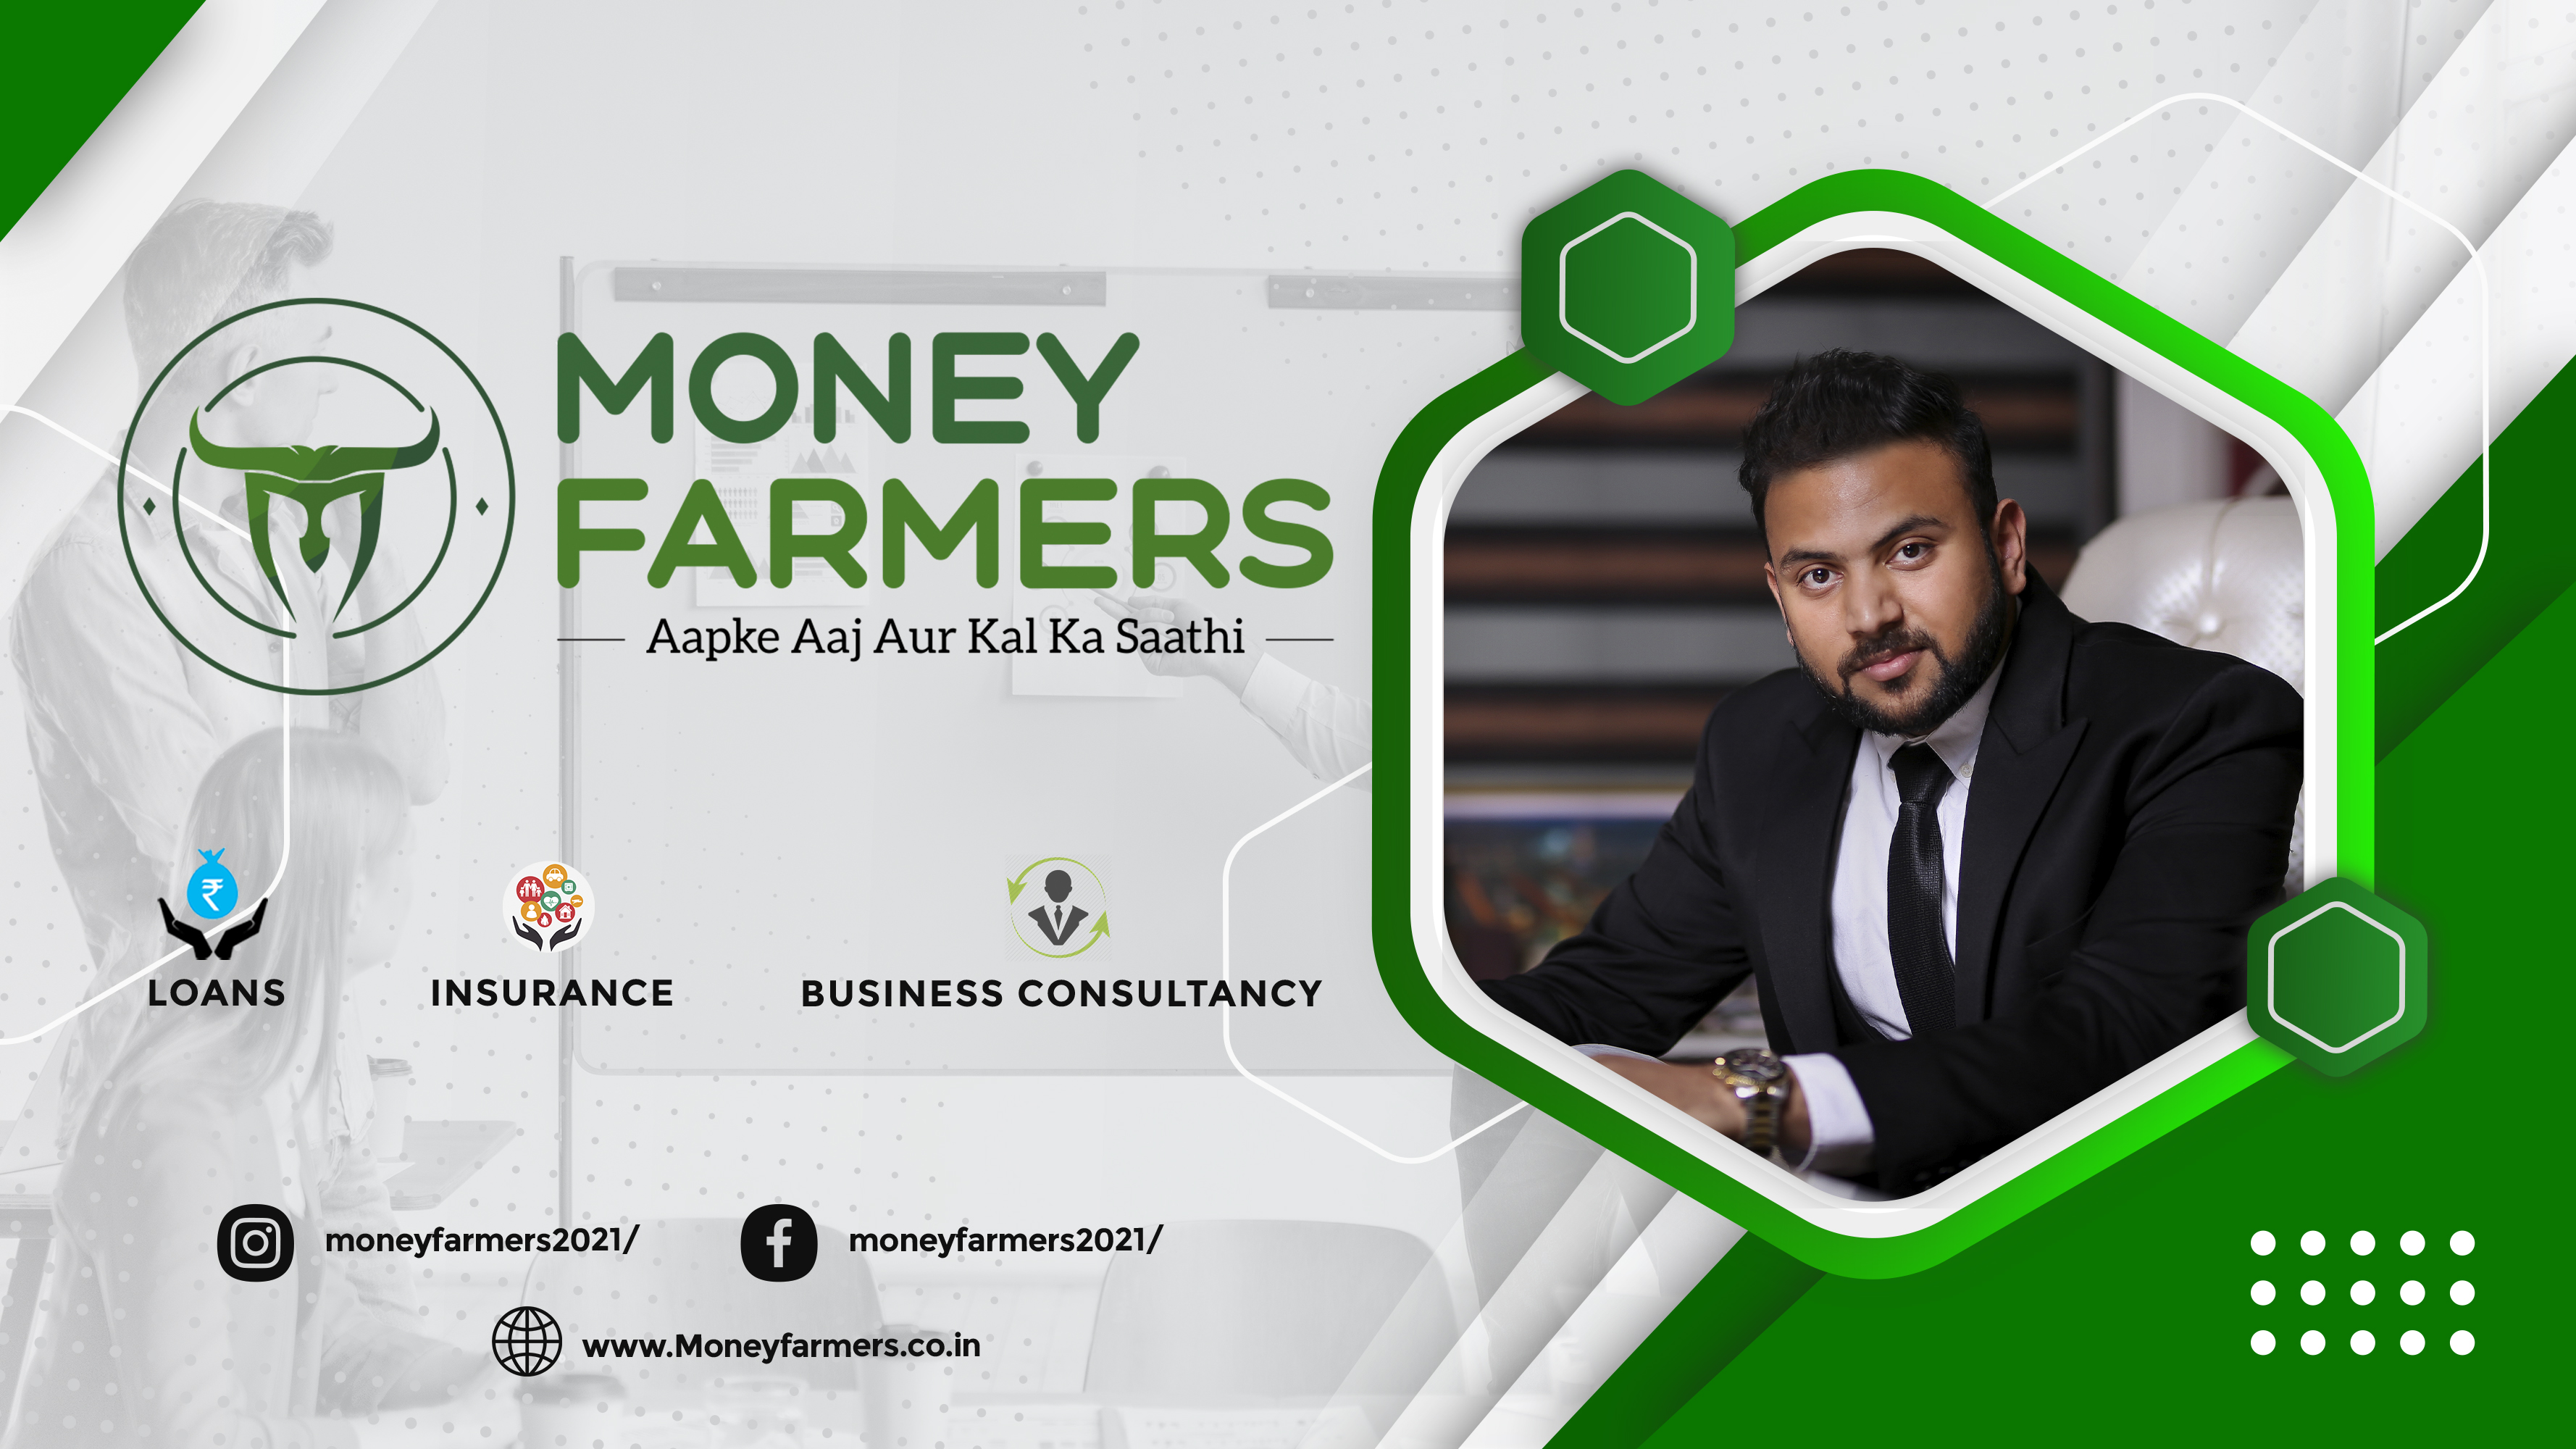 MONEY
FARMERS
Aapke Aaj Aur Kal Ka Saathi
₹
LOANS
INSURANCE
BUSINESS CONSULTANCY
moneyfarmers2021/
moneyfarmers2021/
www.Moneyfarmers.co.in